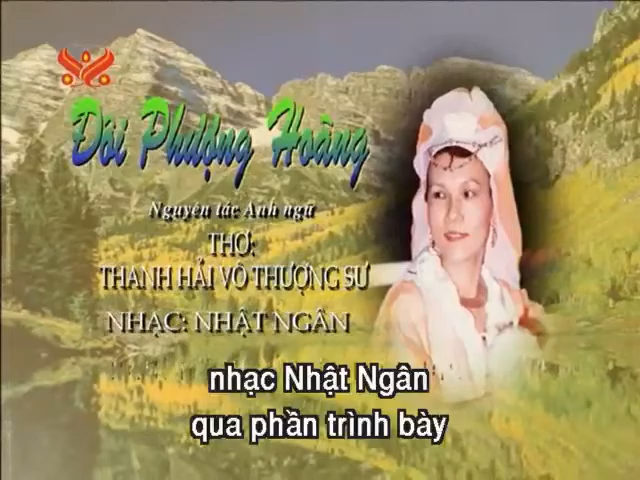 Đôi Phượng Hoàng
Nguyên tác Anh ngữ
THƠ:
THANH HẢI VÔ THƯỢNG SƯ
NHẠC: NHẬT NGÂN
nhạc Nhật Ngân
qua phần trình bày